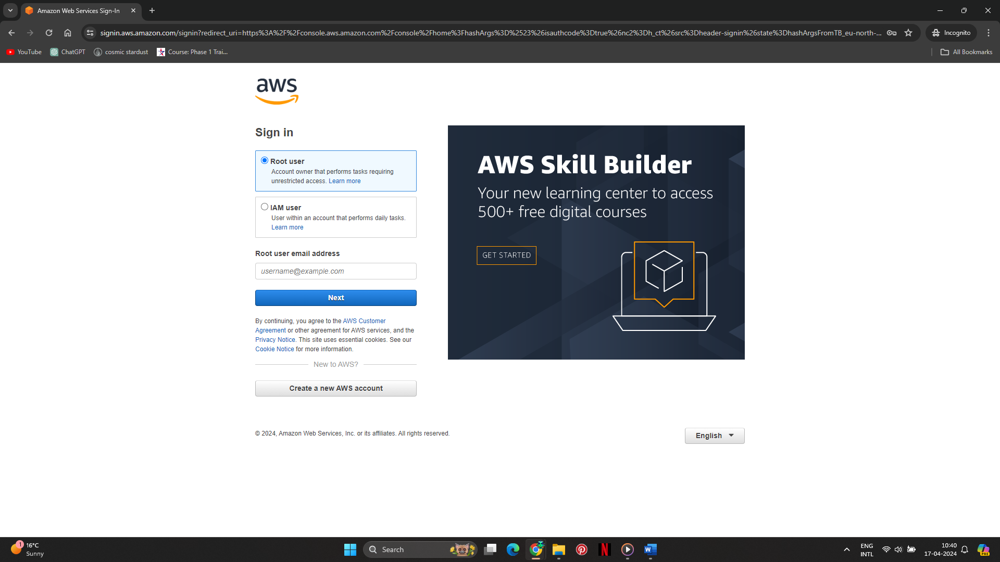 Amazon Web Services Sign-In
signin.aws.amazon.com/signin?redirect_uri=https%3A%2F%2Fconsole.aws.amazon.com%2Fconsole%2Fhome%3FhashArgs%3D%2523%26isauthcode%3Dtrue%26nc2%3Dh_ct%26src%3Dheader-signin%26state%3DhashArgsFromTB_eu-north-...
Incognito
YouTube
ChatGPT
cosmic stardust
Course: Phase 1 Trai...
All Bookmarks
aws
Sign in
Root user
Account owner that performs tasks requiring
unrestricted access. Learn more
IAM user
User within an account that performs daily tasks.
Learn more
Root user email address
username@example.com
Next
By continuing, you agree to the AWS Customer
Agreement or other agreement for AWS services, and the
Privacy Notice. This site uses essential cookies. See our
Cookie Notice for more information.
New to AWS?
Create a new AWS account
AWS Skill Builder
Your new learning center to access
500+ free digital courses
GET STARTED
© 2024, Amazon Web Services, Inc. or its affiliates. All rights reserved.
English
1
16°C
Sunny
Search
N
W
ENG
INTL
10:40
17-04-2024
PRE